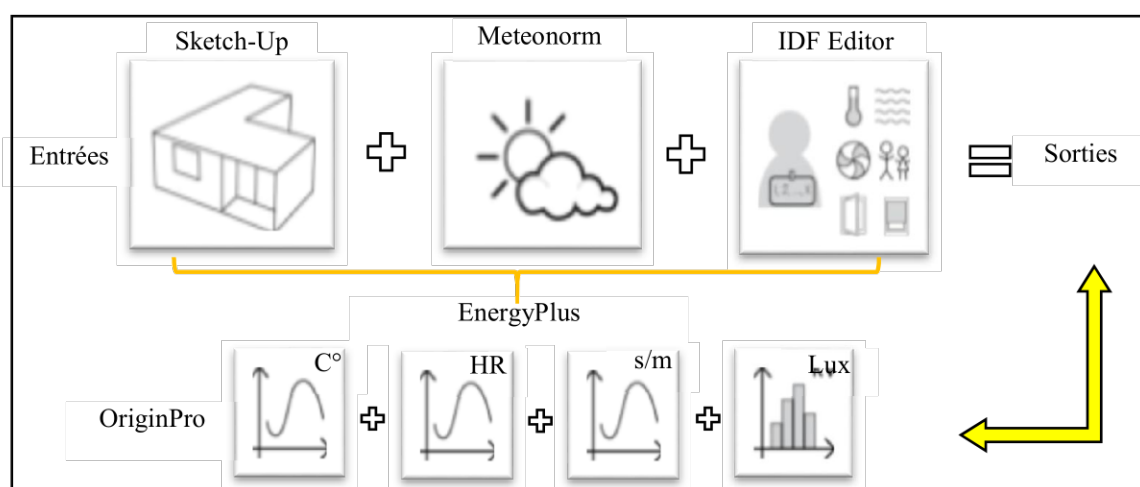 Sketch-Up
Meteonorm
IDF Editor
Entrées
Sorties
EnergyPlus
C°
HR
s/m
Lux
OriginPro